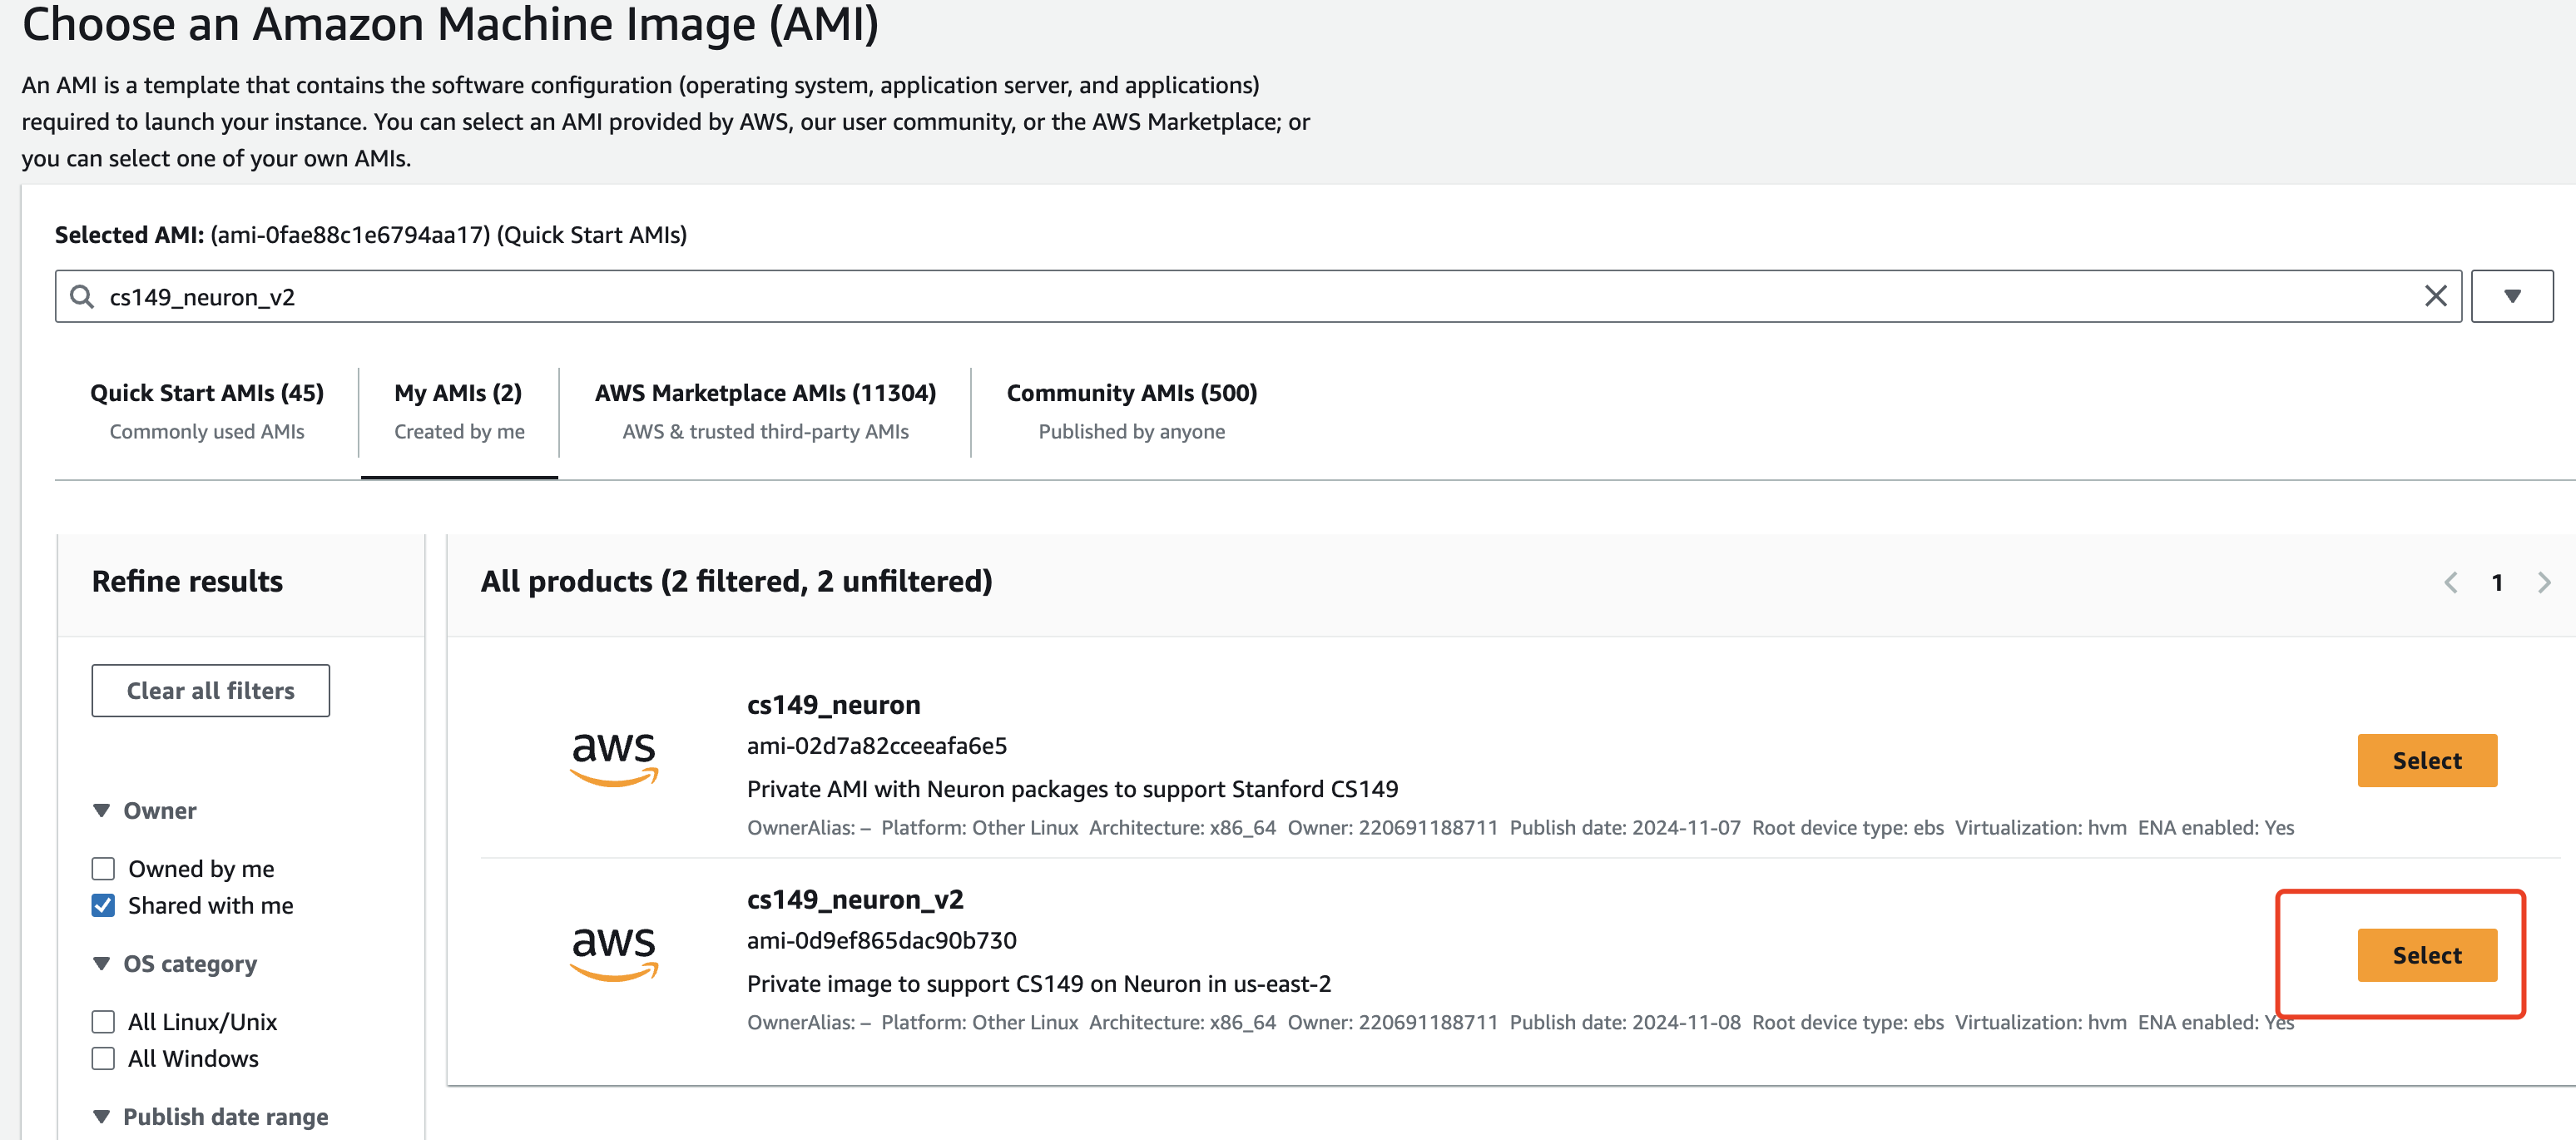 Choose an Amazon Machine Image (AMI)
An AMI is a template that contains the software configuration (operating system, application server, and applications)
required to launch your instance. You can select an AMI provided by AWS, our user community, or the AWS Marketplace; or
you can select one of your own AMIs.
Selected AMI: (ami-0fae88c1e6794aa17) (Quick Start AMIs)
cs149_neuron_v2
Quick Start AMIs (45)
Commonly used AMIs
My AMIs (2)
Created by me
AWS Marketplace AMIs (11304)
AWS & trusted third-party AMIs
Community AMIs (500)
Published by anyone
Refine results
Clear all filters
Owner
Owned by me
Shared with me
OS category
All Linux/Unix
All Windows
Publish date range
All products (2 filtered, 2 unfiltered)
1
aws
cs149_neuron
ami-02d7a82cceeafa6e5
Private AMI with Neuron packages to support Stanford CS149
OwnerAlias: – Platform: Other Linux Architecture: x86_64 Owner: 220691188711 Publish date: 2024-11-07 Root device type: ebs Virtualization: hvm ENA enabled: Yes
Select
aws
cs149_neuron_v2
ami-0d9ef865dac90b730
Private image to support CS149 on Neuron in us-east-2
OwnerAlias: – Platform: Other Linux Architecture: x86_64 Owner: 220691188711 Publish date: 2024-11-08 Root device type: ebs Virtualization: hvm ENA enabled: Yes
Select